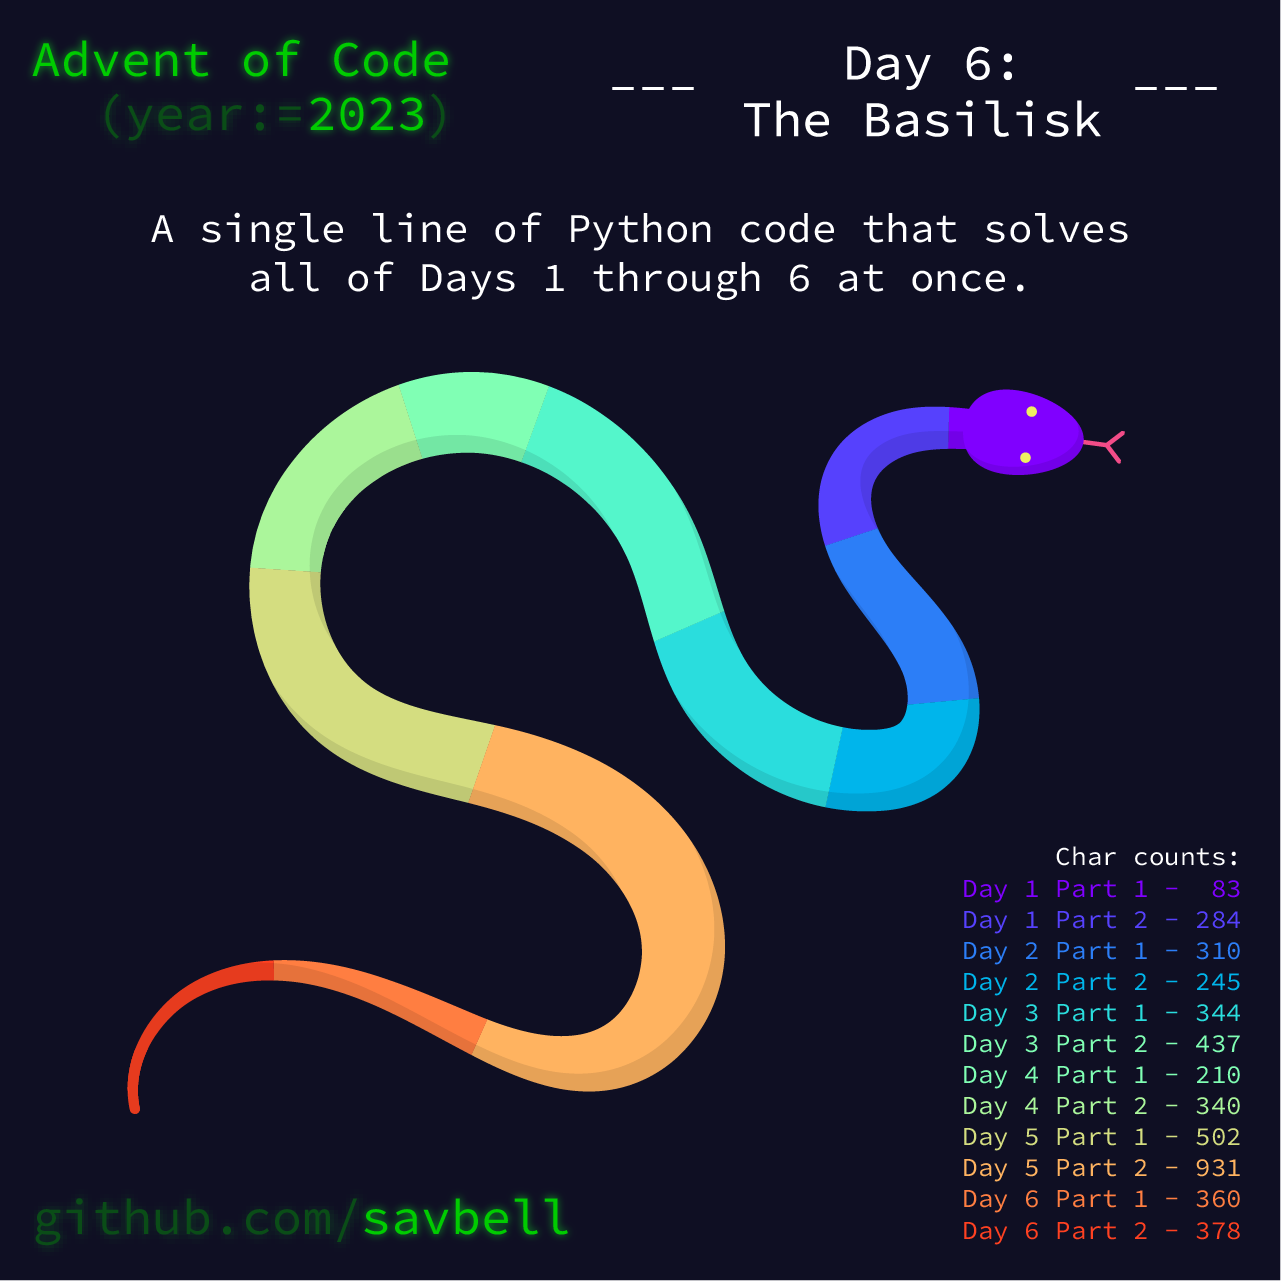 Advent of Code
(year:=2023)
--- Day 6: ---
The Basilisk
A single line of Python code that solves
all of Days 1 through 6 at once.
Char counts:
Day 1 Part 1 - 83
Day 1 Part 2 - 284
Day 2 Part 1 - 310
Day 2 Part 2 - 245
Day 3 Part 1 - 344
Day 3 Part 2 - 437
Day 4 Part 1 - 210
Day 4 Part 2 - 340
Day 5 Part 1 - 502
Day 5 Part 2 - 931
Day 6 Part 1 - 360
Day 6 Part 2 - 378
github.com/savbell